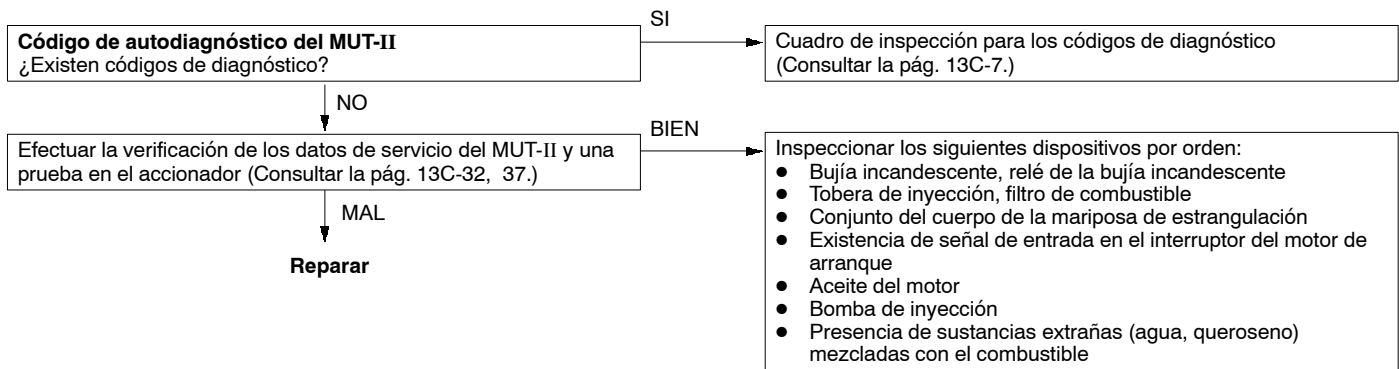 SI
Código de autodiagnóstico del MUT-II
¿Existen códigos de diagnóstico?
Cuadro de inspección para los códigos de diagnóstico
(Consultar la pág. 13C-7.)
NO
BIEN
Efectuar la verificación de los datos de servicio del MUT-II y una
prueba en el accionador (Consultar la pág. 13C-32, 37.)
MAL
Reparar
Inspeccionar los siguientes dispositivos por orden:
● Bujía incandescente, relé de la bujía incandescente
● Tobera de inyección, filtro de combustible
● Conjunto del cuerpo de la mariposa de estrangulación
● Existencia de señal de entrada en el interruptor del motor de
arranque
● Aceite del motor
● Bomba de inyección
● Presencia de sustancias extrañas (agua, queroseno)
mezcladas con el combustible